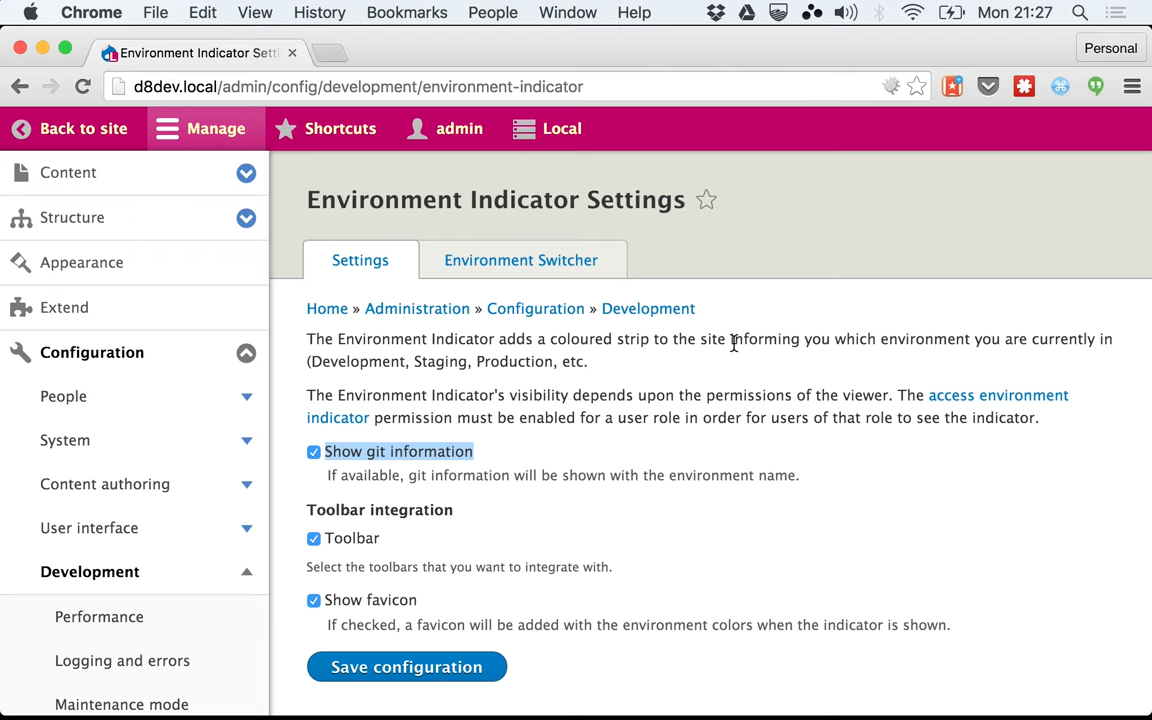 Chrome File Edit View History Bookmarks People Window Help Mon 21:27
Environment Indicator Setti
Personal
d8dev.local/admin/config/development/environment-indicator
Back to site Manage Shortcuts admin Local
Content
Structure
Appearance
Extend
Configuration
People
System
Content authoring
User interface
Development
Performance
Logging and errors
Maintenance mode
Environment Indicator Settings
Settings Environment Switcher
Home » Administration » Configuration » Development
The Environment Indicator adds a coloured strip to the site informing you which environment you are currently in
(Development, Staging, Production, etc.
The Environment Indicator's visibility depends upon the permissions of the viewer. The access environment
indicator permission must be enabled for a user role in order for users of that role to see the indicator.
Show git information
If available, git information will be shown with the environment name.
Toolbar integration
Toolbar
Select the toolbars that you want to integrate with.
Show favicon
If checked, a favicon will be added with the environment colors when the indicator is shown.
Save configuration